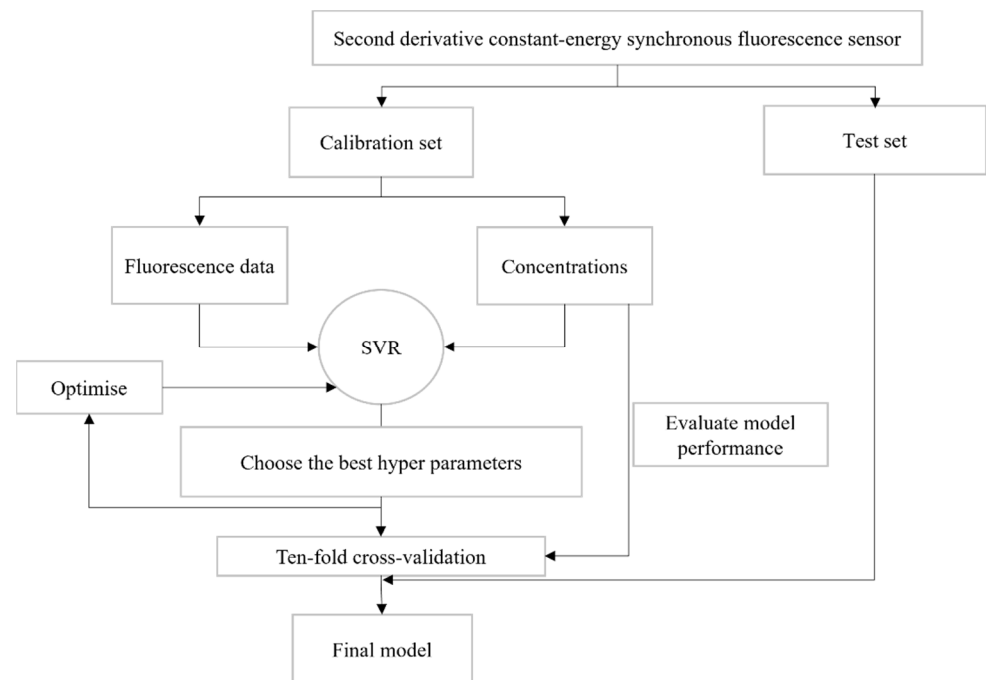 Second derivative constant-energy synchronous fluorescence sensor
Calibration set
Test set
Fluorescence data
Concentrations
SVR
Optimise
Evaluate model
performance
Choose the best hyper parameters
Ten-fold cross-validation
Final model